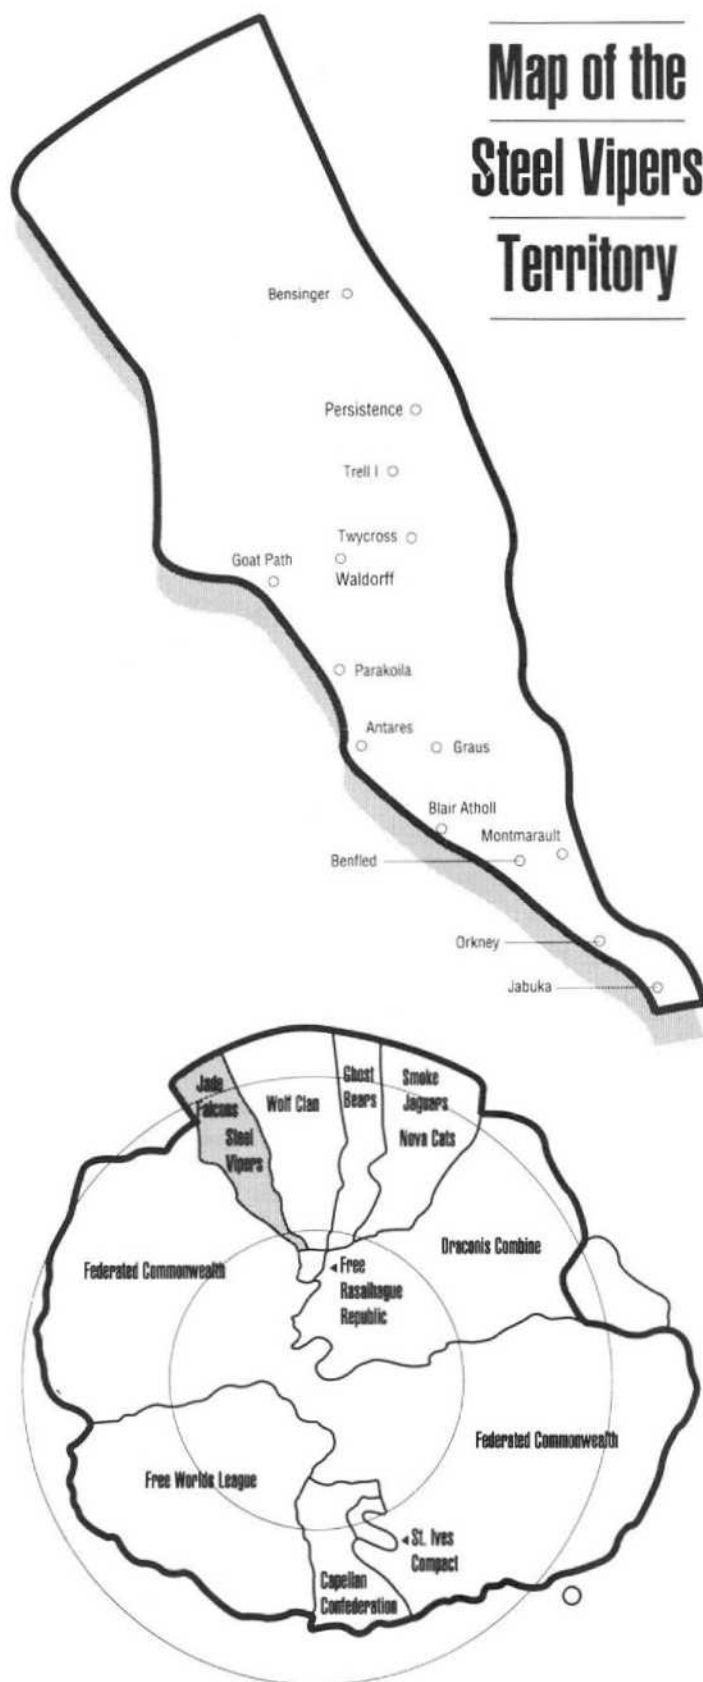 Map of the
Steel Vipers
Territory
Bensinger
Persistence
Trell I
Twycross
Goat Path
Waldorff
Parakoila
Antares
Graus
Blair Atholl
Montmarault
Benfled
Orkney
Jabuka
Jade
Falcons
Steel
Vipers
Wolf Clan
Ghost
Bears
Smoke
Jaguars
Nova Cats
Federated Commonwealth
Draconis Combine
Free
Rasalhague
Republic
Federated Commonwealth
Free Worlds League
St. Ives
Compact
Capellan
Confederation